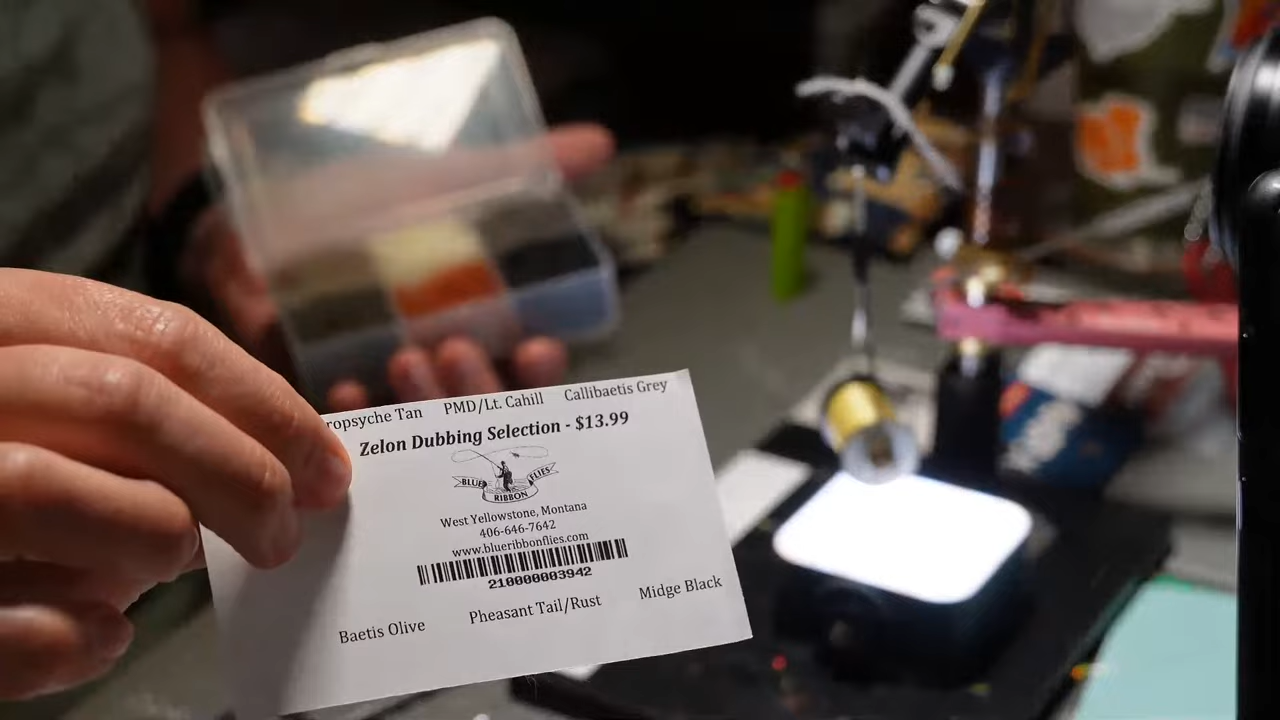 ropsyche Tan PMD/Lt. Cahill Callibaetis Grey
Zelon Dubbing Selection - $13.99
BLUE RIBBON FLIES
West Yellowstone, Montana
406-646-7642
www.blueribbonflies.com
210000003942
Baetis Olive Pheasant Tail/Rust Midge Black